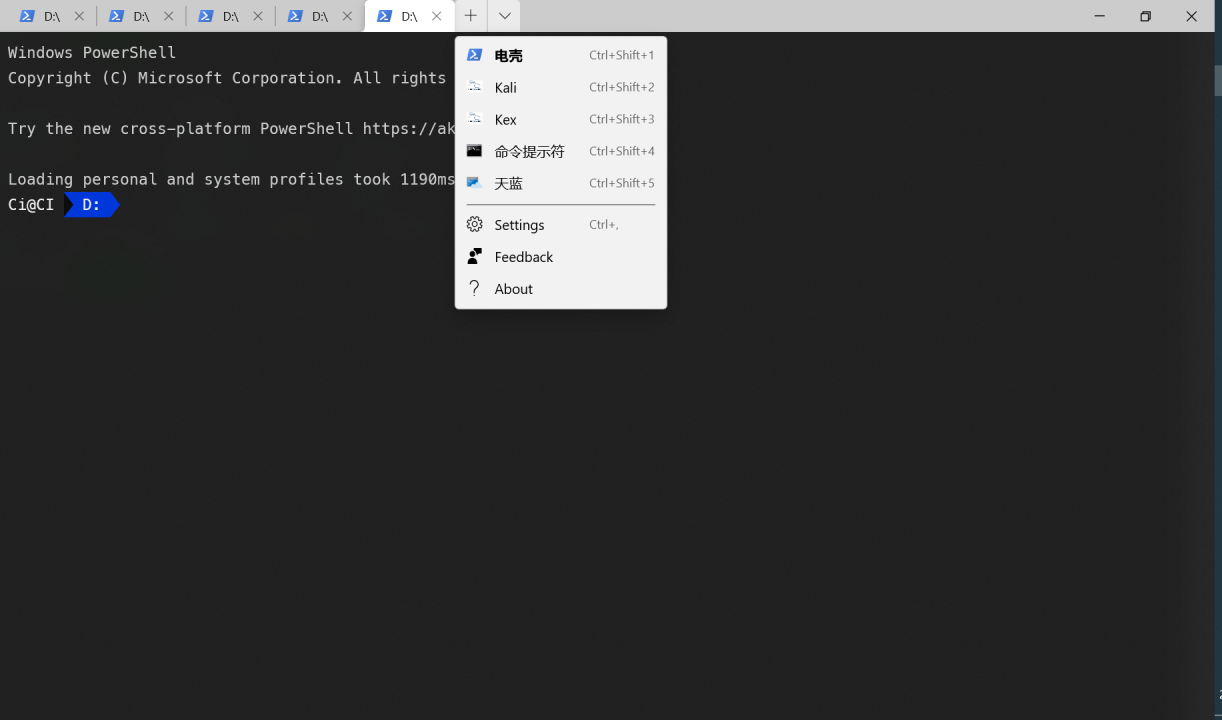 D:\ D:\ D:\ D:\ D:\
Windows PowerShell
Copyright (C) Microsoft Corporation. All rights
Try the new cross-platform PowerShell https://ak
Loading personal and system profiles took 1190ms
Ci@CI D:
电壳 Ctrl+Shift+1
Kali Ctrl+Shift+2
Kex Ctrl+Shift+3
命令提示符 Ctrl+Shift+4
天蓝 Ctrl+Shift+5
Settings Ctrl+,
Feedback
About